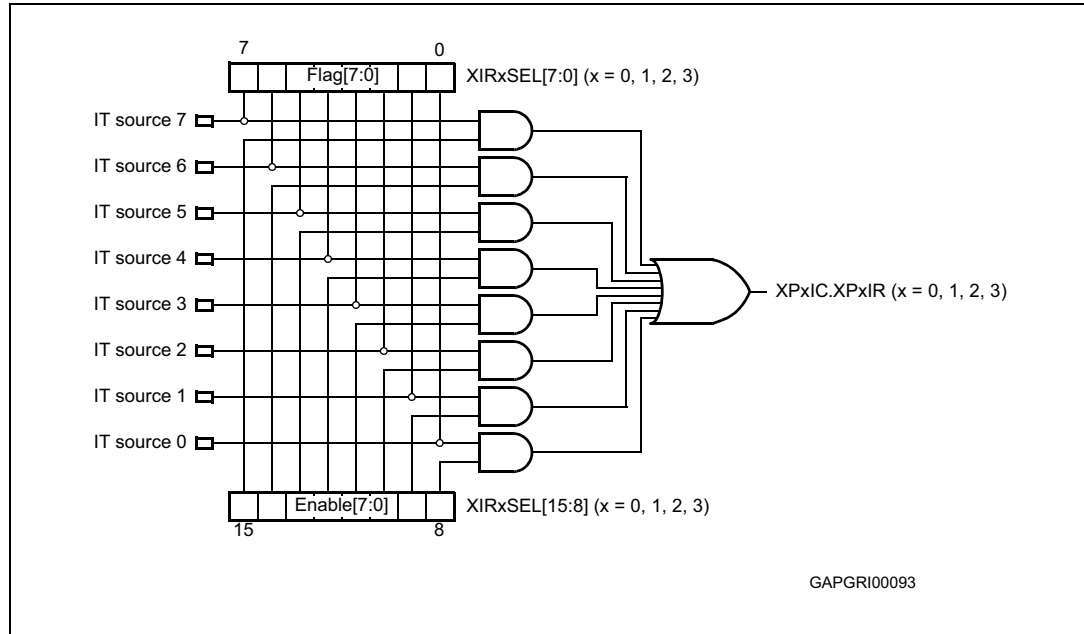 7 0
Flag[7:0] XIRxSEL[7:0] (x = 0, 1, 2, 3)
IT source 7
IT source 6
IT source 5
IT source 4
XPxIC.XPxIR (x = 0, 1, 2, 3)
IT source 3
IT source 2
IT source 1
IT source 0
Enable[7:0] XIRxSEL[15:8] (x = 0, 1, 2, 3)
15 8
GAPGRI00093